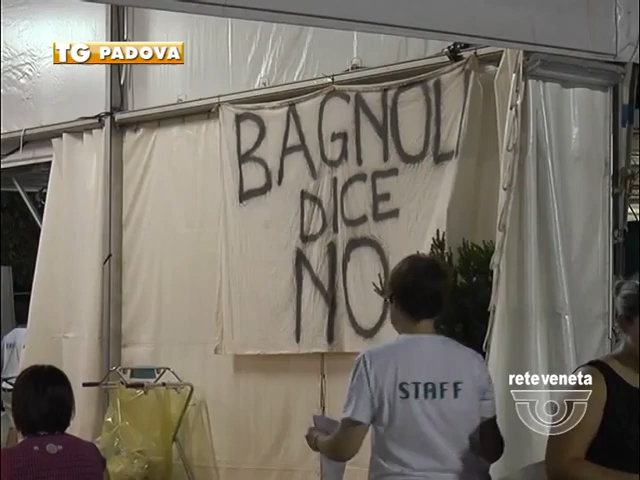 TG PADOVA
BAGNOLI
DICE
NO
STAFF
reteveneta